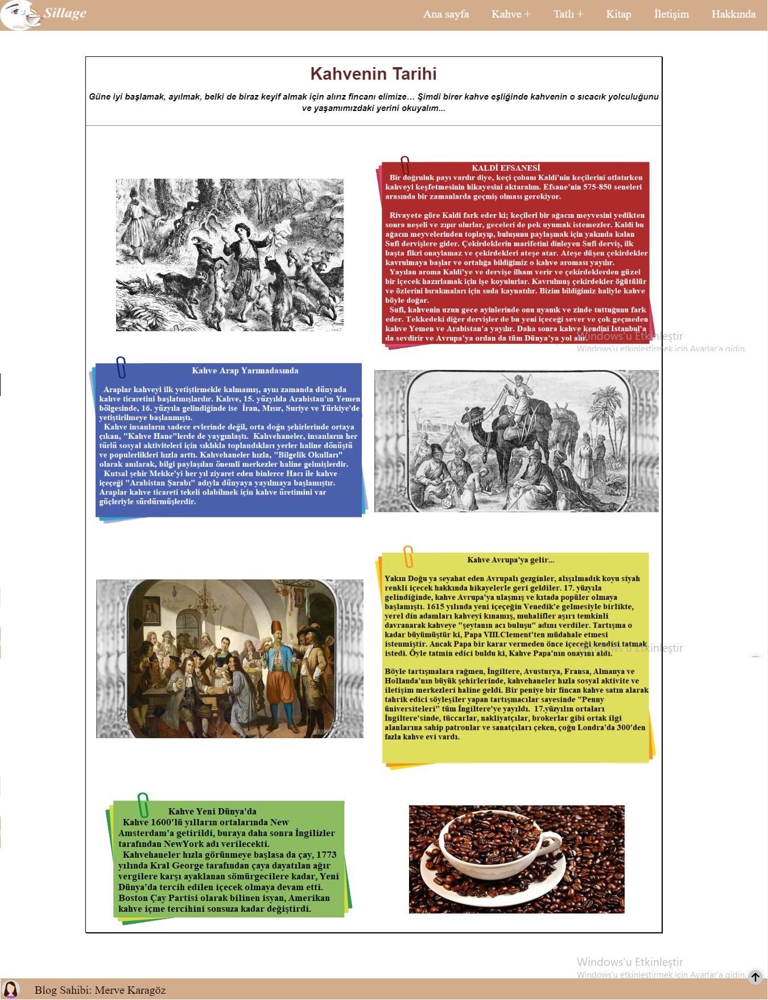 Sillage
Sillage
Ana sayfa Kahve + Tatlı + Kitap İletişim Hakkında
Kahvenin Tarihi
Güne iyi başlamak, ayılmak, belki de biraz keyif almak için alırız fincanı elimize… Şimdi birer kahve eşliğinde kahvenin o sıcacık yolculuğunu
ve yaşamımızdaki yerini okuyalım...
KALDİ EFSANESİ
Bir doğruluk payı vardır diye, keçi çobanı Kaldi'nin keçilerini otlatırken
kahveyi keşfetmesinin hikayesini aktaralım. Efsane'nin 575-850 seneleri
arasında bir zamanlarda geçmiş olması gerekiyor.
Rivayete göre Kaldi fark eder ki; keçileri bir ağacın meyvesini yedikten
sonra neşeli ve zıpır olurlar, geceleri de pek uyumak istemezler. Kaldi bu
ağacın meyvelerinden toplayıp, buluşunu paylaşmak için yakında kalan
Sufi dervişlere gider. Çekirdeklerin marifetini dinleyen Sufi derviş, ilk
başta fikri onaylamaz ve çekirdekleri ateşe atar. Ateşe düşen çekirdekler
kavrulmaya başlar ve ortalığa bildiğimiz o kahve aroması yayılır.
Yayılan aroma Kaldi'ye ve dervişe ilham verir ve çekirdeklerden güzel
bir içecek hazırlamak için işe koyulurlar. Kavrulmuş çekirdekler öğütülür
ve özlerini bırakmaları için suda kaynatılır. Bizim bildiğimiz haliyle kahve
böyle doğar.
Sufi, kahvenin uzun gece ayinlerinde onu uyanık ve zinde tuttuğunu fark
eder. Tekkedeki diğer dervişler de bu yeni içeceği sever ve çok geçmeden
kahve Yemen ve Arabistan'a yayılır. Daha sonra kahve kendini Istanbul'a
da sevdirir ve Avrupa'ya ordan da tüm Dünya'ya yol alır.
Windows'u Etkinleştir
Windows'u etkinleştirmek için Ayarlar'a gidin.
Kahve Arap Yarımadasında
Araplar kahveyi ilk yetiştirmekle kalmamış, aynı zamanda dünyada
kahve ticaretini başlatmışlardır. Kahve, 15. yüzyılda Arabistan'ın Yemen
bölgesinde, 16. yüzyıla gelindiğinde ise İran, Mısır, Suriye ve Türkiye'de
yetiştirilmeye başlanmıştı.
Kahve insanların sadece evlerinde değil, orta doğu şehirlerinde ortaya
çıkan, "Kahve Hane"lerde de yaygınlaştı. Kahvehaneler, insanların her
türlü sosyal aktiviteleri için sıklıkla toplandıkları yerler haline dönüştü
ve populerlikleri hızla arttı. Kahvehaneler hızla, "Bilgelik Okulları"
olarak anılarak, bilgi paylaşılan önemli merkezler haline gelmişlerdir.
Kutsal şehir Mekke'yi her yıl ziyaret eden binlerce Hacı ile kahve
içeçeği "Arabistan Şarabı" adıyla dünyaya yayılmaya başlamıştır.
Araplar kahve ticareti tekeli olabilmek için kahve üretimini var
güçleriyle sürdürmüşlerdir.
Kahve Avrupa'ya gelir...
Yakın Doğu ya seyahat eden Avrupalı gezginler, alışılmadık koyu siyah
renkli içecek hakkında hikayelerle geri geldiler. 17. yüzyıla
gelindiğinde, kahve Avrupa'ya ulaşmış ve kıtada popüler olmaya
başlamıştı. 1615 yılında yeni içeçeğin Venedik'e gelmesiyle birlikte,
yerel din adamları kahveyi kınamış, muhalifler aşırı temkinli
davranarak kahveye "şeytanın acı buluşu" adını verdiler. Tartışma o
kadar büyümüştür ki, Papa VIII.Clement'ten müdahale etmesi
istenmiştir. Ancak Papa bir karar vermeden önce içeçeği kendisi tatmak
istedi. Öyle tatmin edici buldu ki, Kahve Papa'nın onayını aldı.
Windows'u Etkinleştir
Böyle tartışmalara rağmen, İngiltere, Avusturya, Fransa, Almanya ve
Hollanda'nın büyük şehirlerinde, kahvehaneler hızla sosyal aktivite ve
iletişim merkezleri haline geldi. Bir peniye bir fincan kahve satın alarak
tahrik edici söyleşiler yapan tartışmacılar sayesinde "Penny
üniversiteleri" tüm İngiltere'ye yayıldı. 17.yüzyılın ortaları
İngiltere'sinde, tüccarlar, nakliyatçılar, brokerlar gibi ortak ilgi
alanlarına sahip patronlar ve sanatçıları çeken, çoğu Londra'da 300'den
fazla kahve evi vardı.
Kahve Yeni Dünya'da
Kahve 1600'lü yılların ortalarında New
Amsterdam'a getirildi, buraya daha sonra İngilizler
tarafından NewYork adı verilecekti.
Kahvehaneler hızla görünmeye başlasa da çay, 1773
yılında Kral George tarafından çaya dayatılan ağır
vergilere karşı ayaklanan sömürgecilere kadar, Yeni
Dünya'da tercih edilen içecek olmaya devam etti.
Boston Çay Partisi olarak bilinen isyan, Amerikan
kahve içme tercihini sonsuza kadar değiştirdi.
Windows'u Etkinleştir
Windows'u etkinleştirmek için Ayarlar'a gidin.
Blog Sahibi: Merve Karagöz